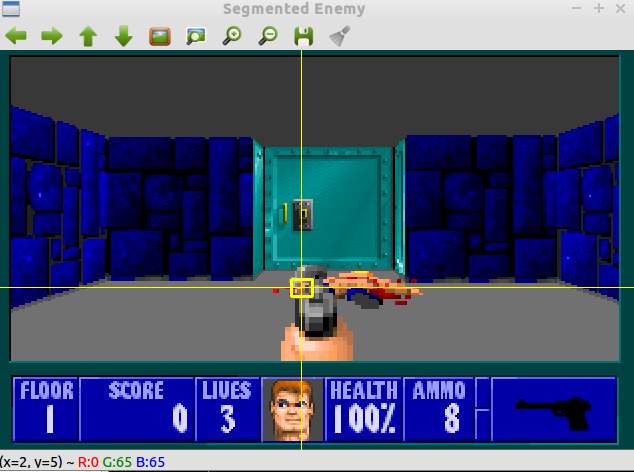 Segmented Enemy
FLOOR SCORE LIVES HEALTH AMMO
1 0 3 100% 8
(x=2, y=5) ~ R:0 G:65 B:65